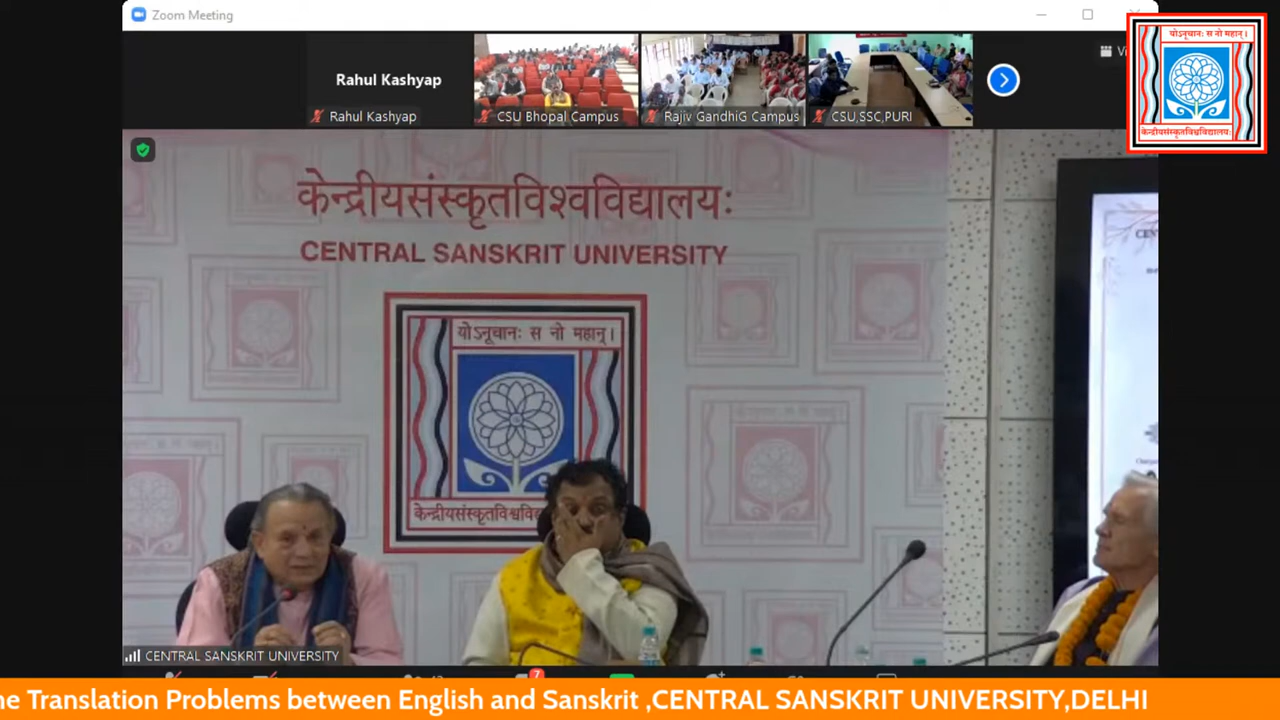 Zoom Meeting
Rahul Kashyap
Rahul Kashyap
CSU Bhopal Campus
Rajiv GandhiG Campus
CSU,SSC,PURI
योऽनूचानः स नो महान्।
केन्द्रीयसंस्कृतविश्वविद्यालयः
केन्द्रीयसंस्कृतविश्वविद्यालयः
CENTRAL SANSKRIT UNIVERSITY
योऽनूचानः स नो महान्।
केन्द्रीयसंस्कृतविश्ववि
CENTRAL SANSKRIT UNIVERSITY
7
ne Translation Problems between English and Sanskrit ,CENTRAL SANSKRIT UNIVERSITY,DELHI